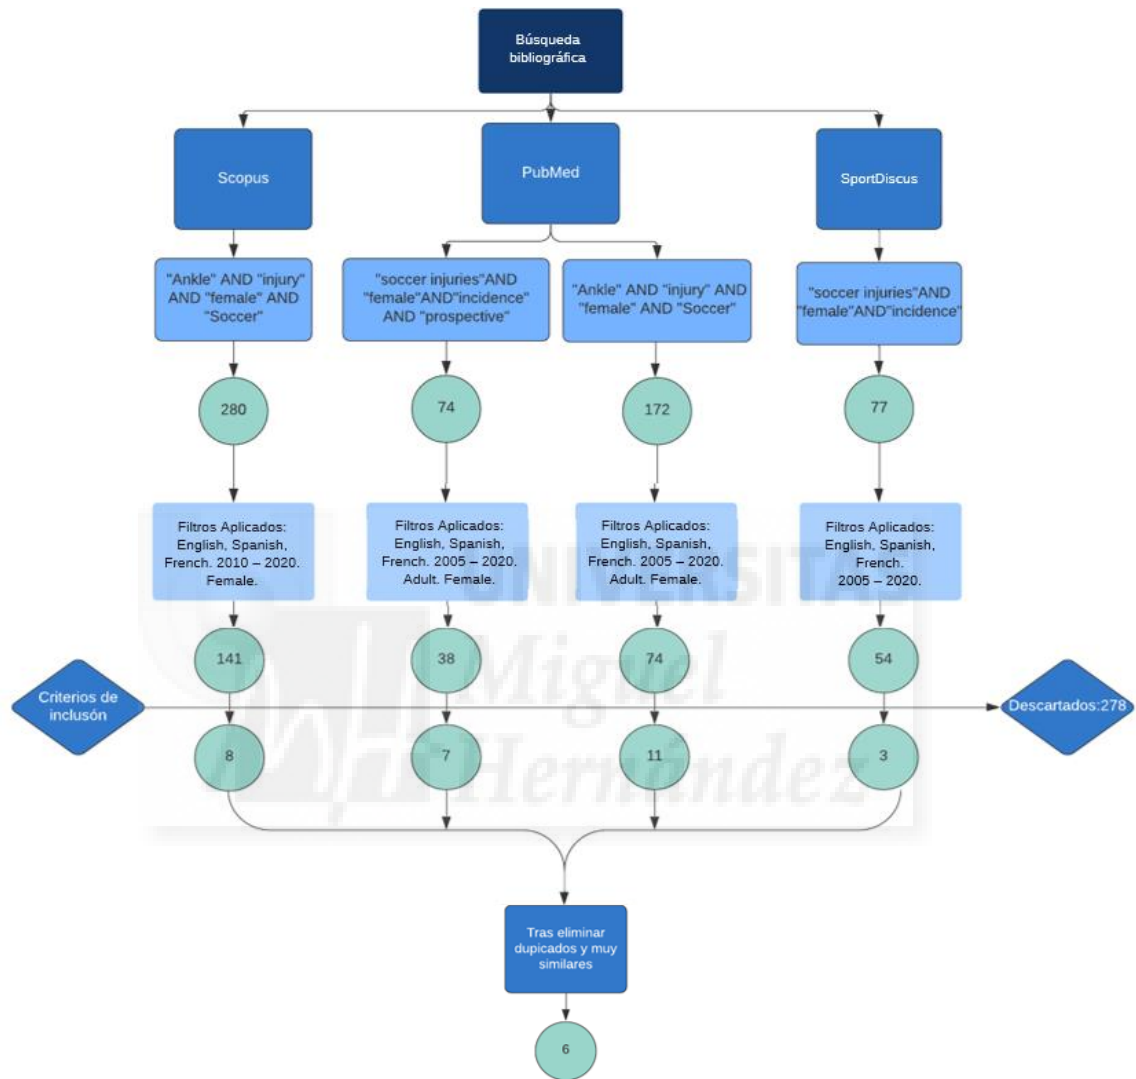 Búsqueda
bibliográfica
Scopus
PubMed
SportDiscus
"Ankle" AND "injury"
AND "female" AND
"Soccer"
"soccer injuries"AND
"female"AND"incidence"
AND "prospective"
"Ankle" AND "injury" AND
"female" AND "Soccer"
"soccer injuries"AND
"female"AND"incidence"
280
74
172
77
Filtros Aplicados:
English, Spanish,
French. 2010 – 2020.
Female.
Filtros Aplicados:
English, Spanish,
French. 2005 – 2020.
Adult. Female.
Filtros Aplicados:
English, Spanish,
French. 2005 – 2020.
Adult. Female.
Filtros Aplicados:
English, Spanish,
French.
2005 – 2020.
UNIVERSITAS
Miguel
Hernández
141
38
74
54
Criterios de
inclusón
Descartados:278
8
7
11
3
Tras eliminar
dupicados y muy
similares
6